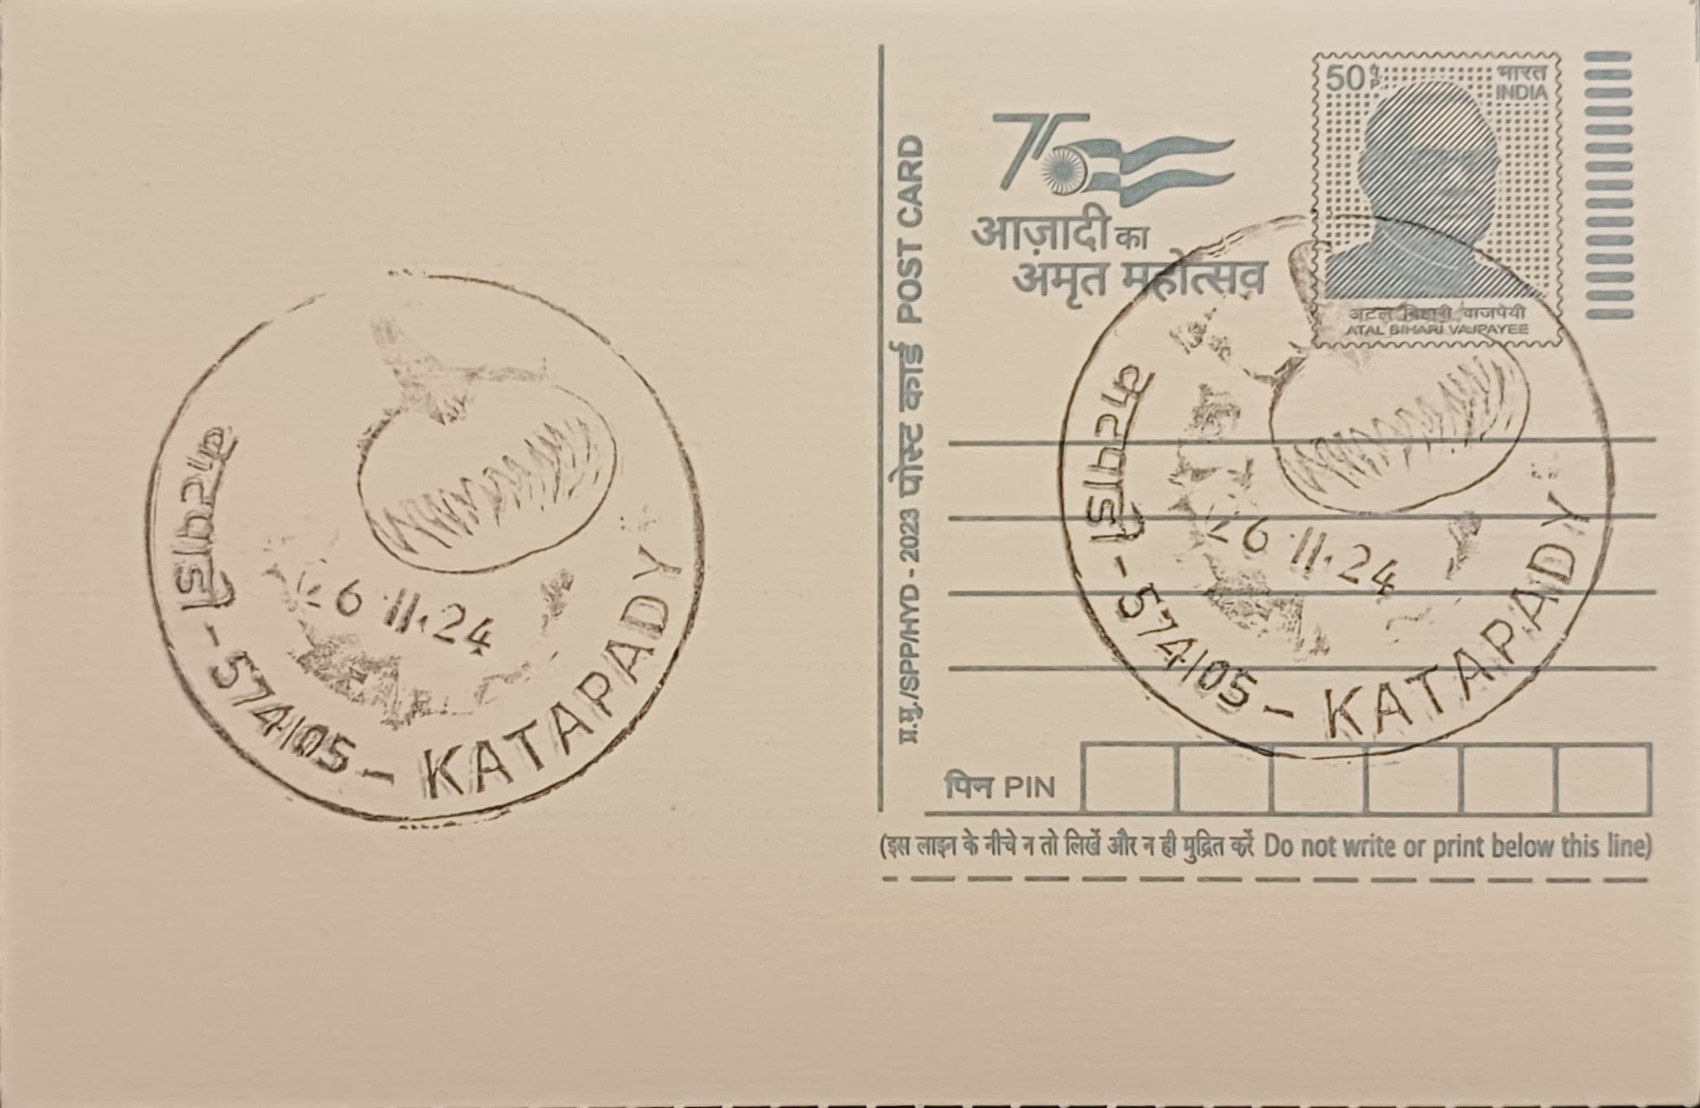 कटपाडी - 574105 - KATAPADY
26.11.24
प्र.मु./SPP/HYD - 2023 पोस्ट कार्ड POST CARD
75
आज़ादी का
अमृत महोत्सव
50 P
भारत
INDIA
अटल बिहारी वाजपेयी
ATAL BIHARI VAJPAYEE
कटपाडी - 574105 - KATAPADY
26.11.24
पिन PIN
(इस लाइन के नीचे न तो लिखें और न ही मुद्रित करें Do not write or print below this line)